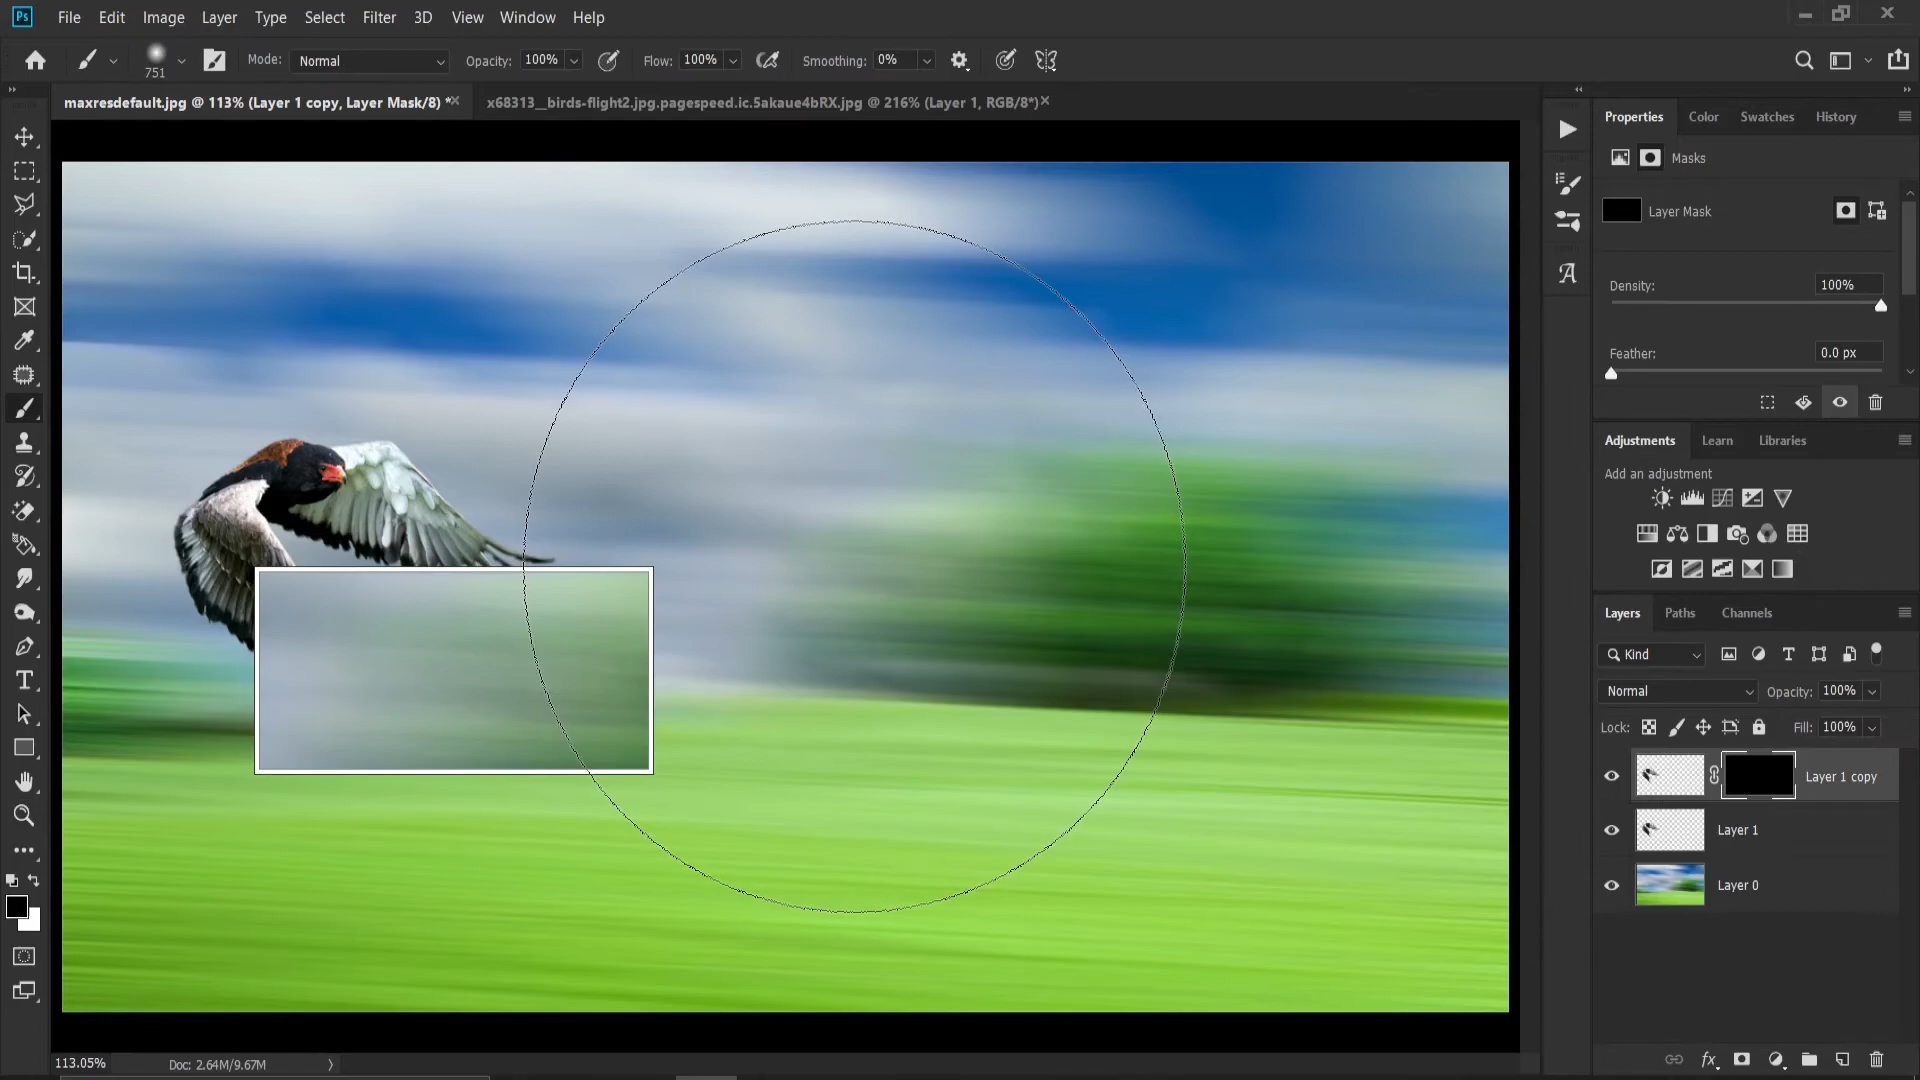 Ps File Edit Image Layer Type Select Filter 3D View Window Help
751 Mode: Normal Opacity: 100% Flow: 100% Smoothing: 0%
maxresdefault.jpg @ 113% (Layer 1 copy, Layer Mask/8) * x68313__birds-flight2.jpg.pagespeed.ic.5akaue4bRX.jpg @ 216% (Layer 1, RGB/8*)
Properties Color Swatches History
Masks
Layer Mask
Density: 100%
Feather: 0.0 px
Adjustments Learn Libraries
Add an adjustment
Layers Paths Channels
Kind
Normal Opacity: 100%
Lock: Fill: 100%
Layer 1 copy
Layer 1
Layer 0
113.05% Doc: 2.64M/9.67M